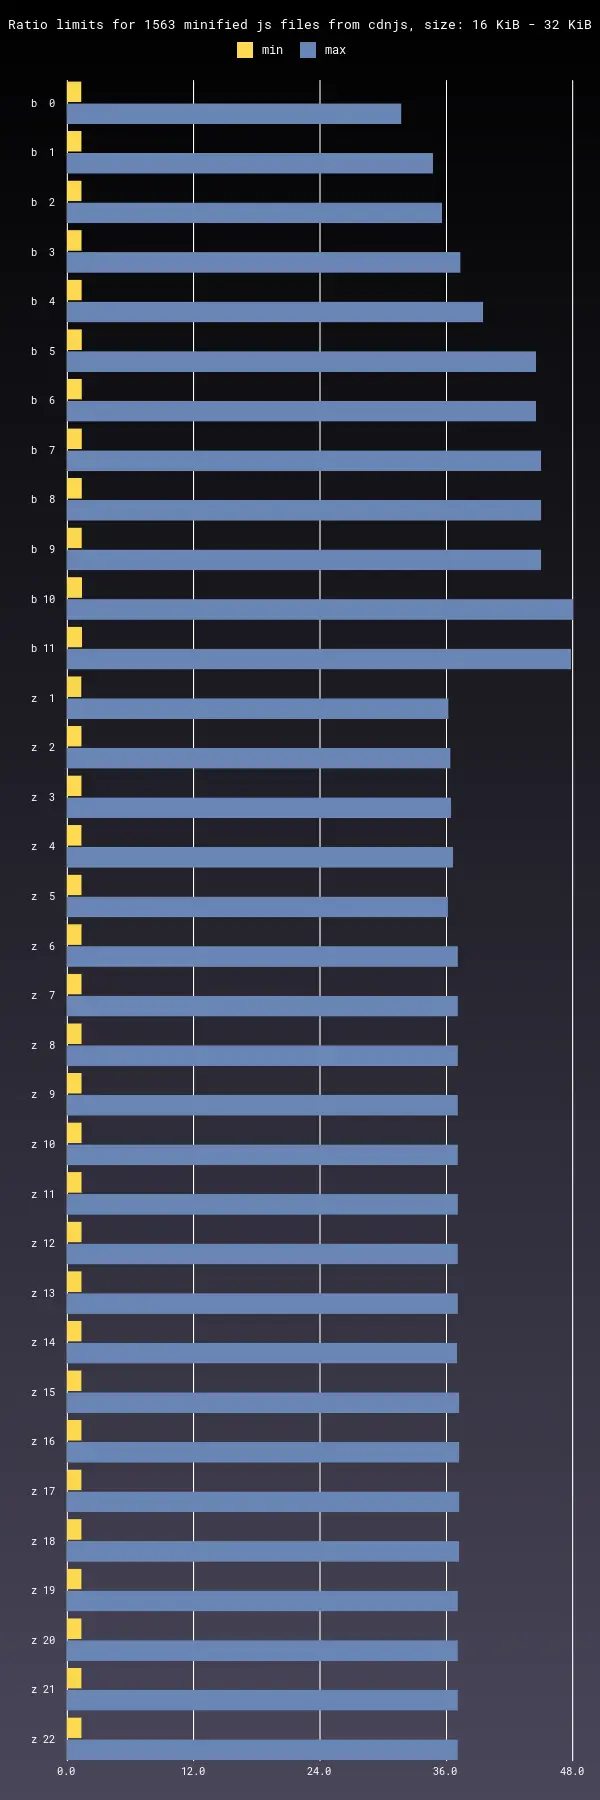 Ratio limits for 1563 minified js files from cdnjs, size: 16 KiB - 32 KiB
min max
b 0
b 1
b 2
b 3
b 4
b 5
b 6
b 7
b 8
b 9
b 10
b 11
z 1
z 2
z 3
z 4
z 5
z 6
z 7
z 8
z 9
z 10
z 11
z 12
z 13
z 14
z 15
z 16
z 17
z 18
z 19
z 20
z 21
z 22
0.0 12.0 24.0 36.0 48.0